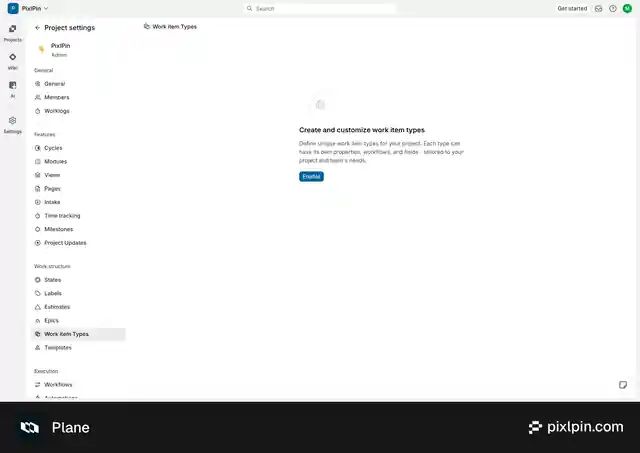 PixlPin
Search
Get started
M
Projects
Wiki
AI
Settings
Project settings
PixlPin
Admin
General
General
Members
Worklogs
Features
Cycles
Modules
Views
Pages
Intake
Time tracking
Milestones
Project Updates
Work structure
States
Labels
Estimates
Epics
Work item Types
Templates
Execution
Workflows
Automations
Work item Types
Create and customize work item types
Define unique work item types for your project. Each type can
have its own properties, workflows, and fields - tailored to your
project and team's needs.
Enable
Plane
pixlpin.com